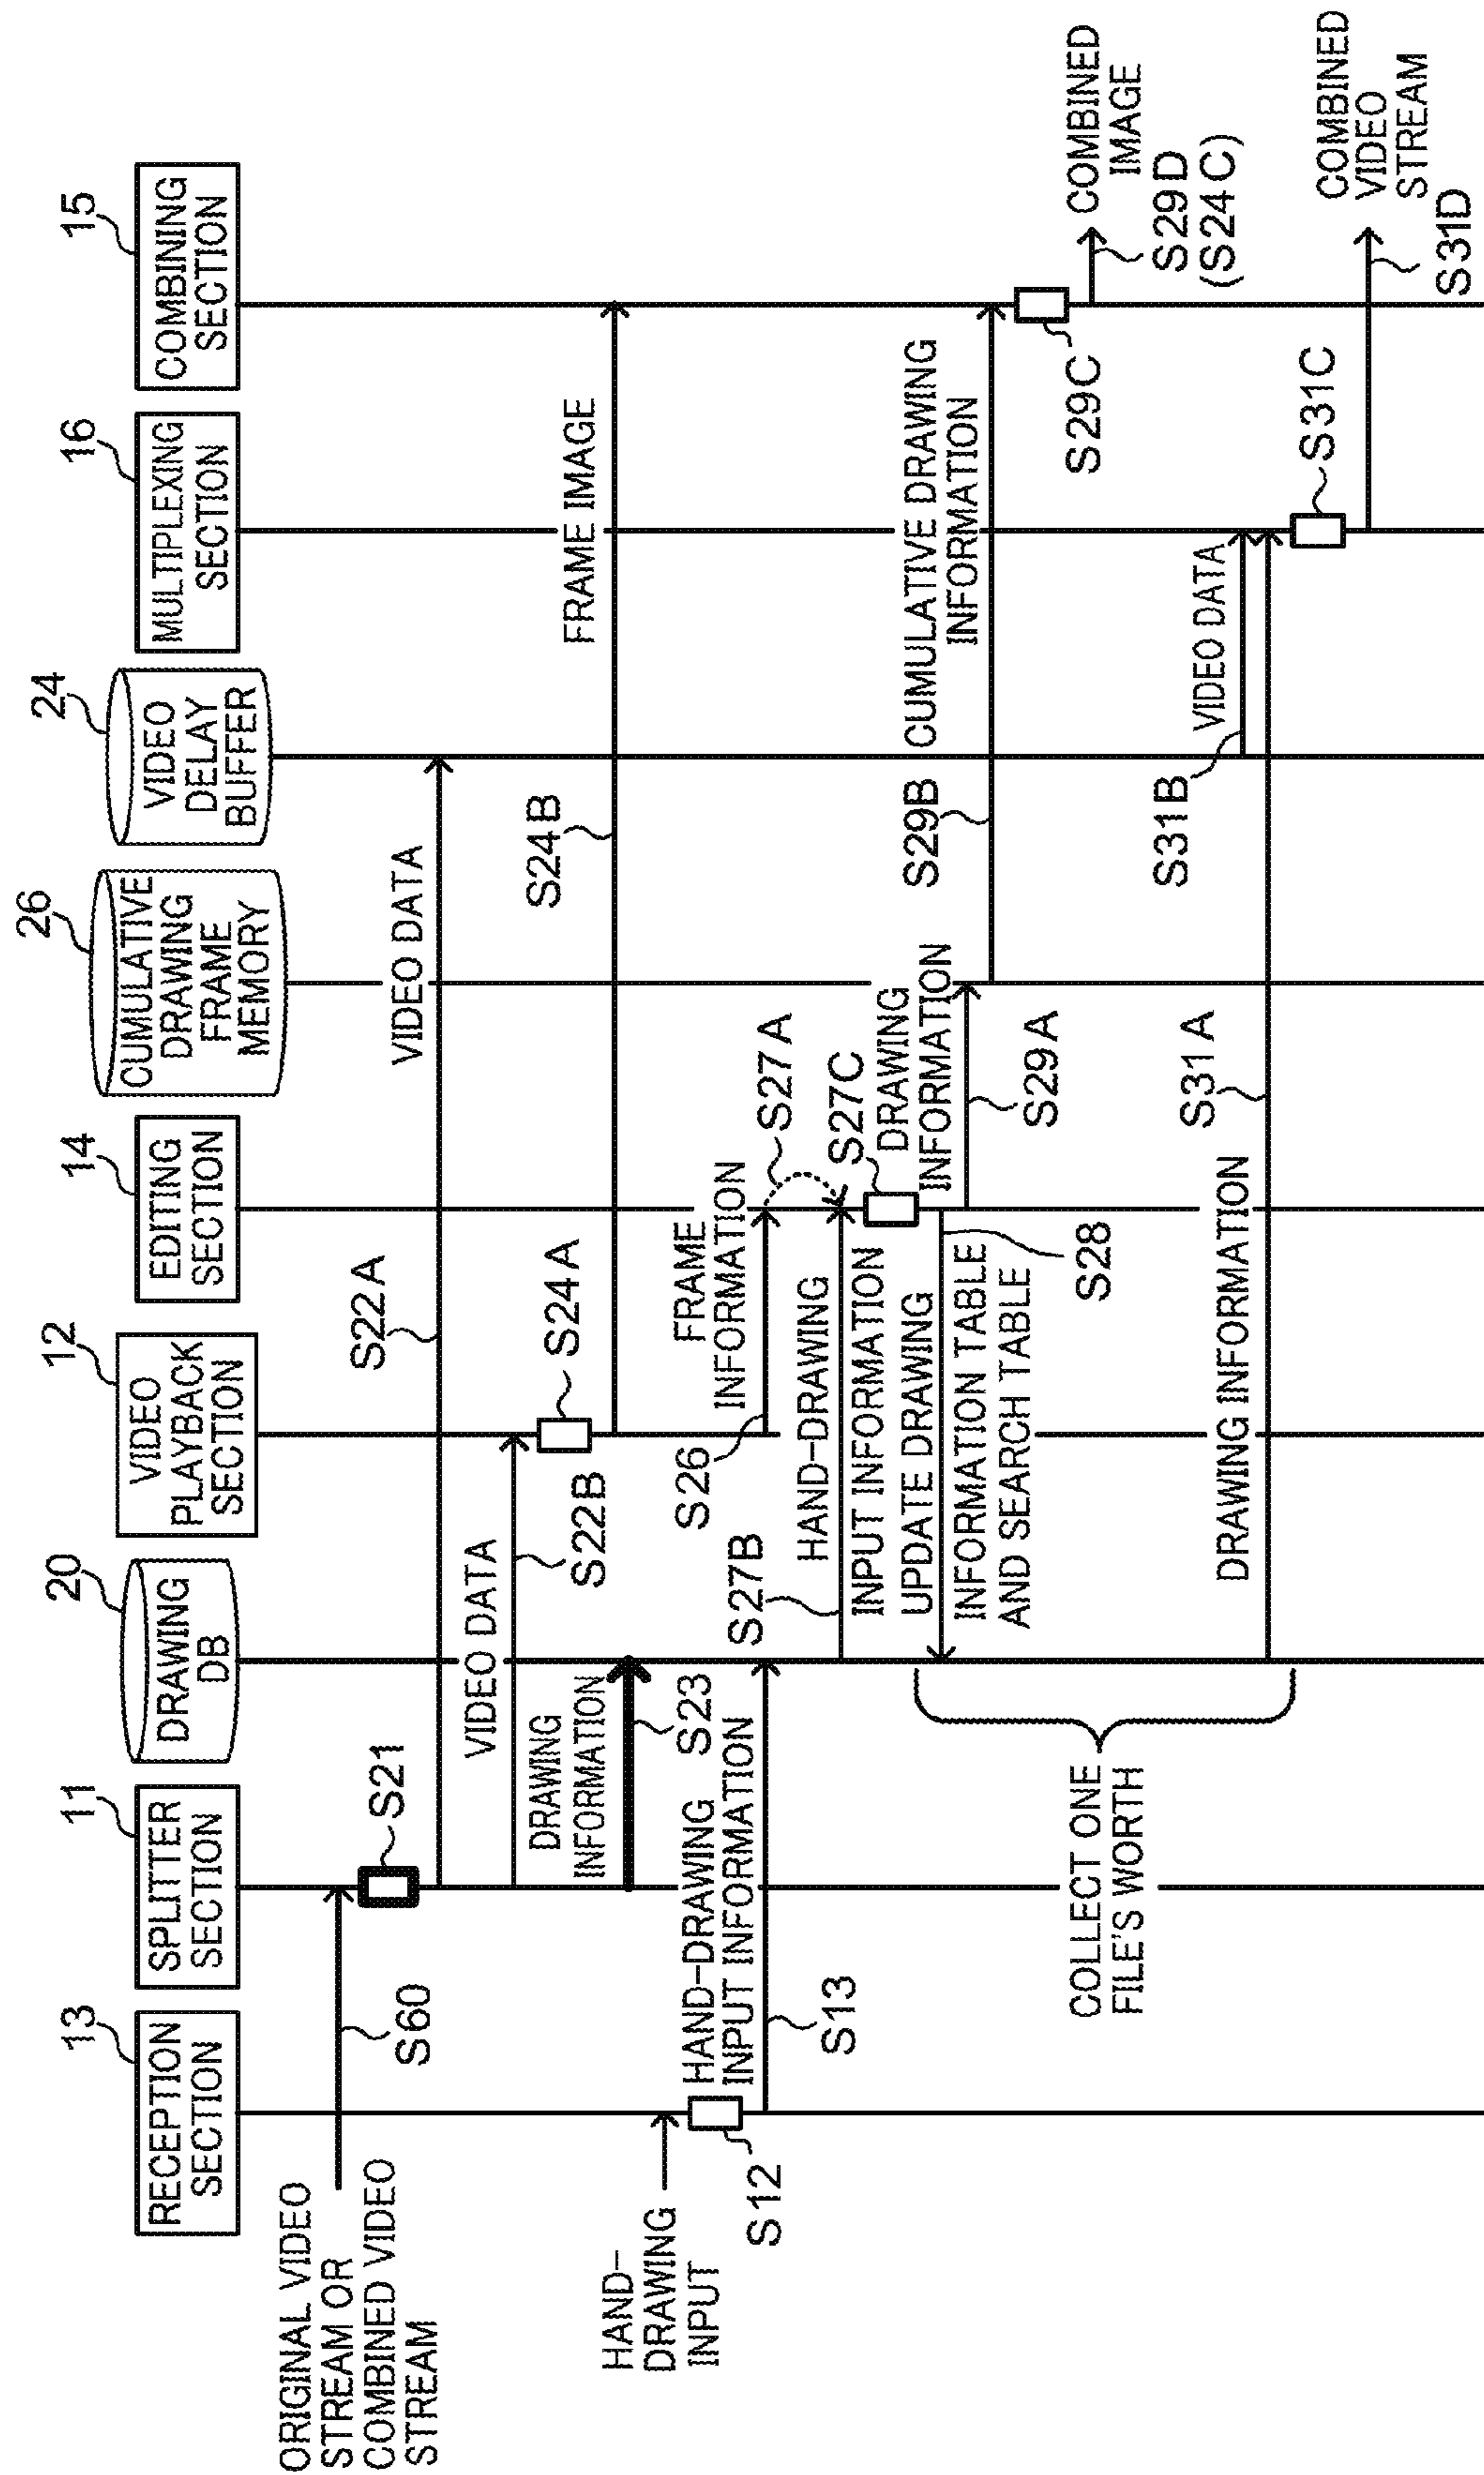 13
RECEPTION
SECTION
11
SPLITTER
SECTION
20
DRAWING
DB
12
VIDEO
PLAYBACK
SECTION
14
EDITING
SECTION
26
CUMULATIVE
DRAWING
FRAME
MEMORY
24
VIDEO
DELAY
BUFFER
16
MULTIPLEXING
SECTION
15
COMBINING
SECTION
ORIGINAL VIDEO
STREAM OR
COMBINED VIDEO
STREAM
S60
S21
S22A
VIDEO DATA
VIDEO DATA
S22B
S24A
S24B
FRAME IMAGE
DRAWING
INFORMATION
S23
HAND-
DRAWING
INPUT
S12
HAND-DRAWING
INPUT INFORMATION
S13
S26
FRAME
INFORMATION
S27A
S27B
HAND-DRAWING
INPUT INFORMATION
S27C
UPDATE DRAWING
INFORMATION TABLE
AND SEARCH TABLE
S28
DRAWING
INFORMATION
S29A
S29B
CUMULATIVE DRAWING
INFORMATION
S29C
COMBINED
IMAGE
S29D
(S24C)
COLLECT ONE
FILE'S WORTH
DRAWING INFORMATION
S31A
S31B
VIDEO DATA
S31C
COMBINED
VIDEO
STREAM
S31D